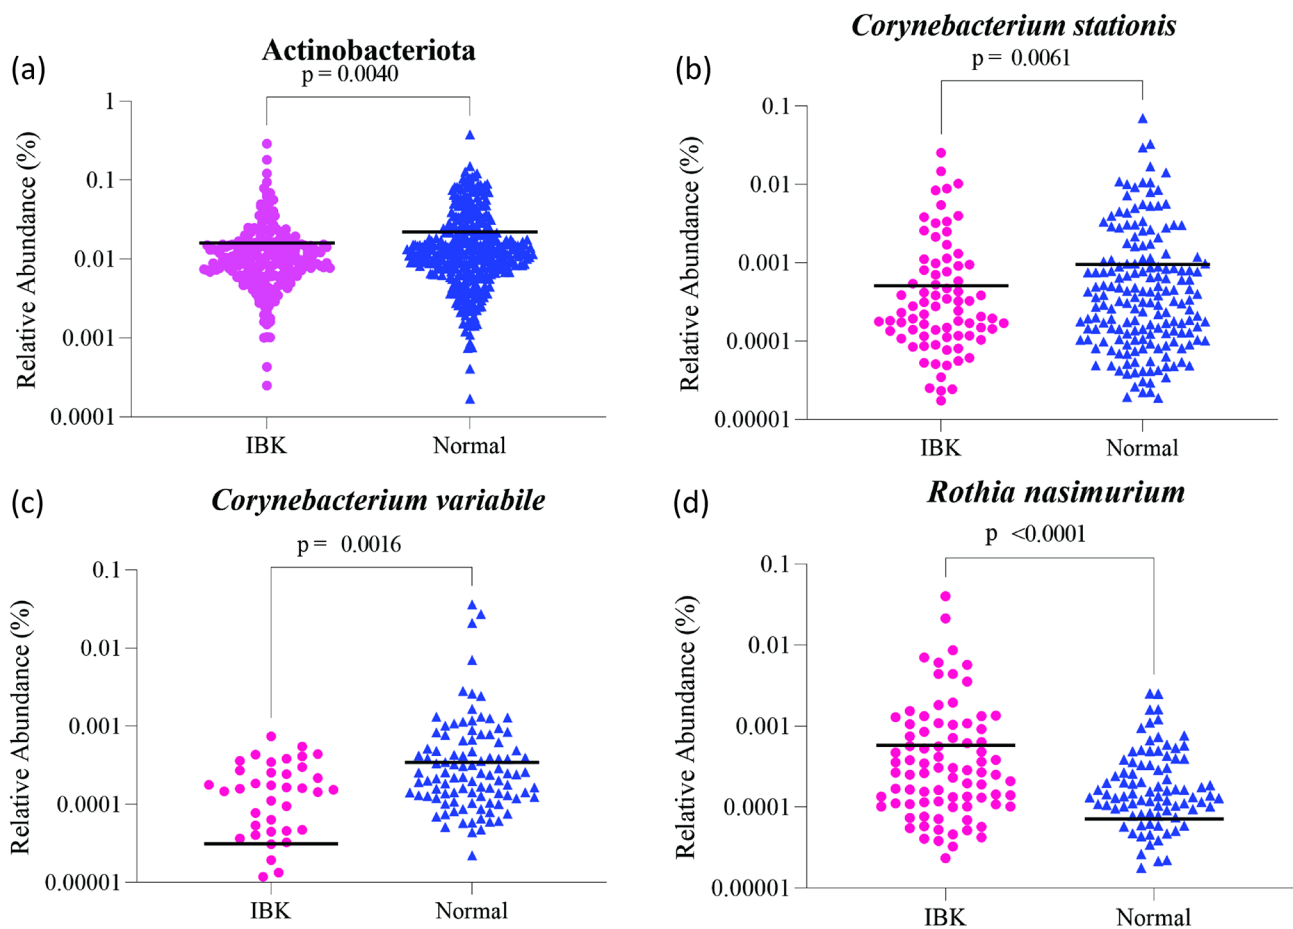 (a)
Actinobacteriota
p = 0.0040
Relative Abundance (%)
1
0.1
0.01
0.001
0.0001
IBK
Normal
(b)
Corynebacterium stationis
p = 0.0061
Relative Abundance (%)
0.1
0.01
0.001
0.0001
0.00001
IBK
Normal
(c)
Corynebacterium variabile
p = 0.0016
Relative Abundance (%)
0.1
0.01
0.001
0.0001
0.00001
IBK
Normal
(d)
Rothia nasimurium
p <0.0001
Relative Abundance (%)
0.1
0.01
0.001
0.0001
0.00001
IBK
Normal